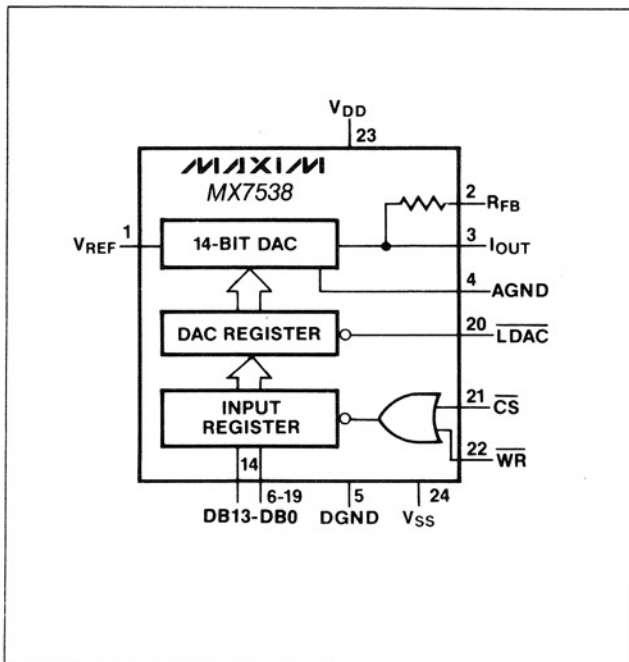 VDD
23
MAXIM
MX7538
2
RFB
1
VREF
14-BIT DAC
3
IOUT
4
AGND
DAC REGISTER
20
LDAC
INPUT
REGISTER
21
CS
22
WR
14
6-19
DB13-DB0
5
DGND
24
VSS